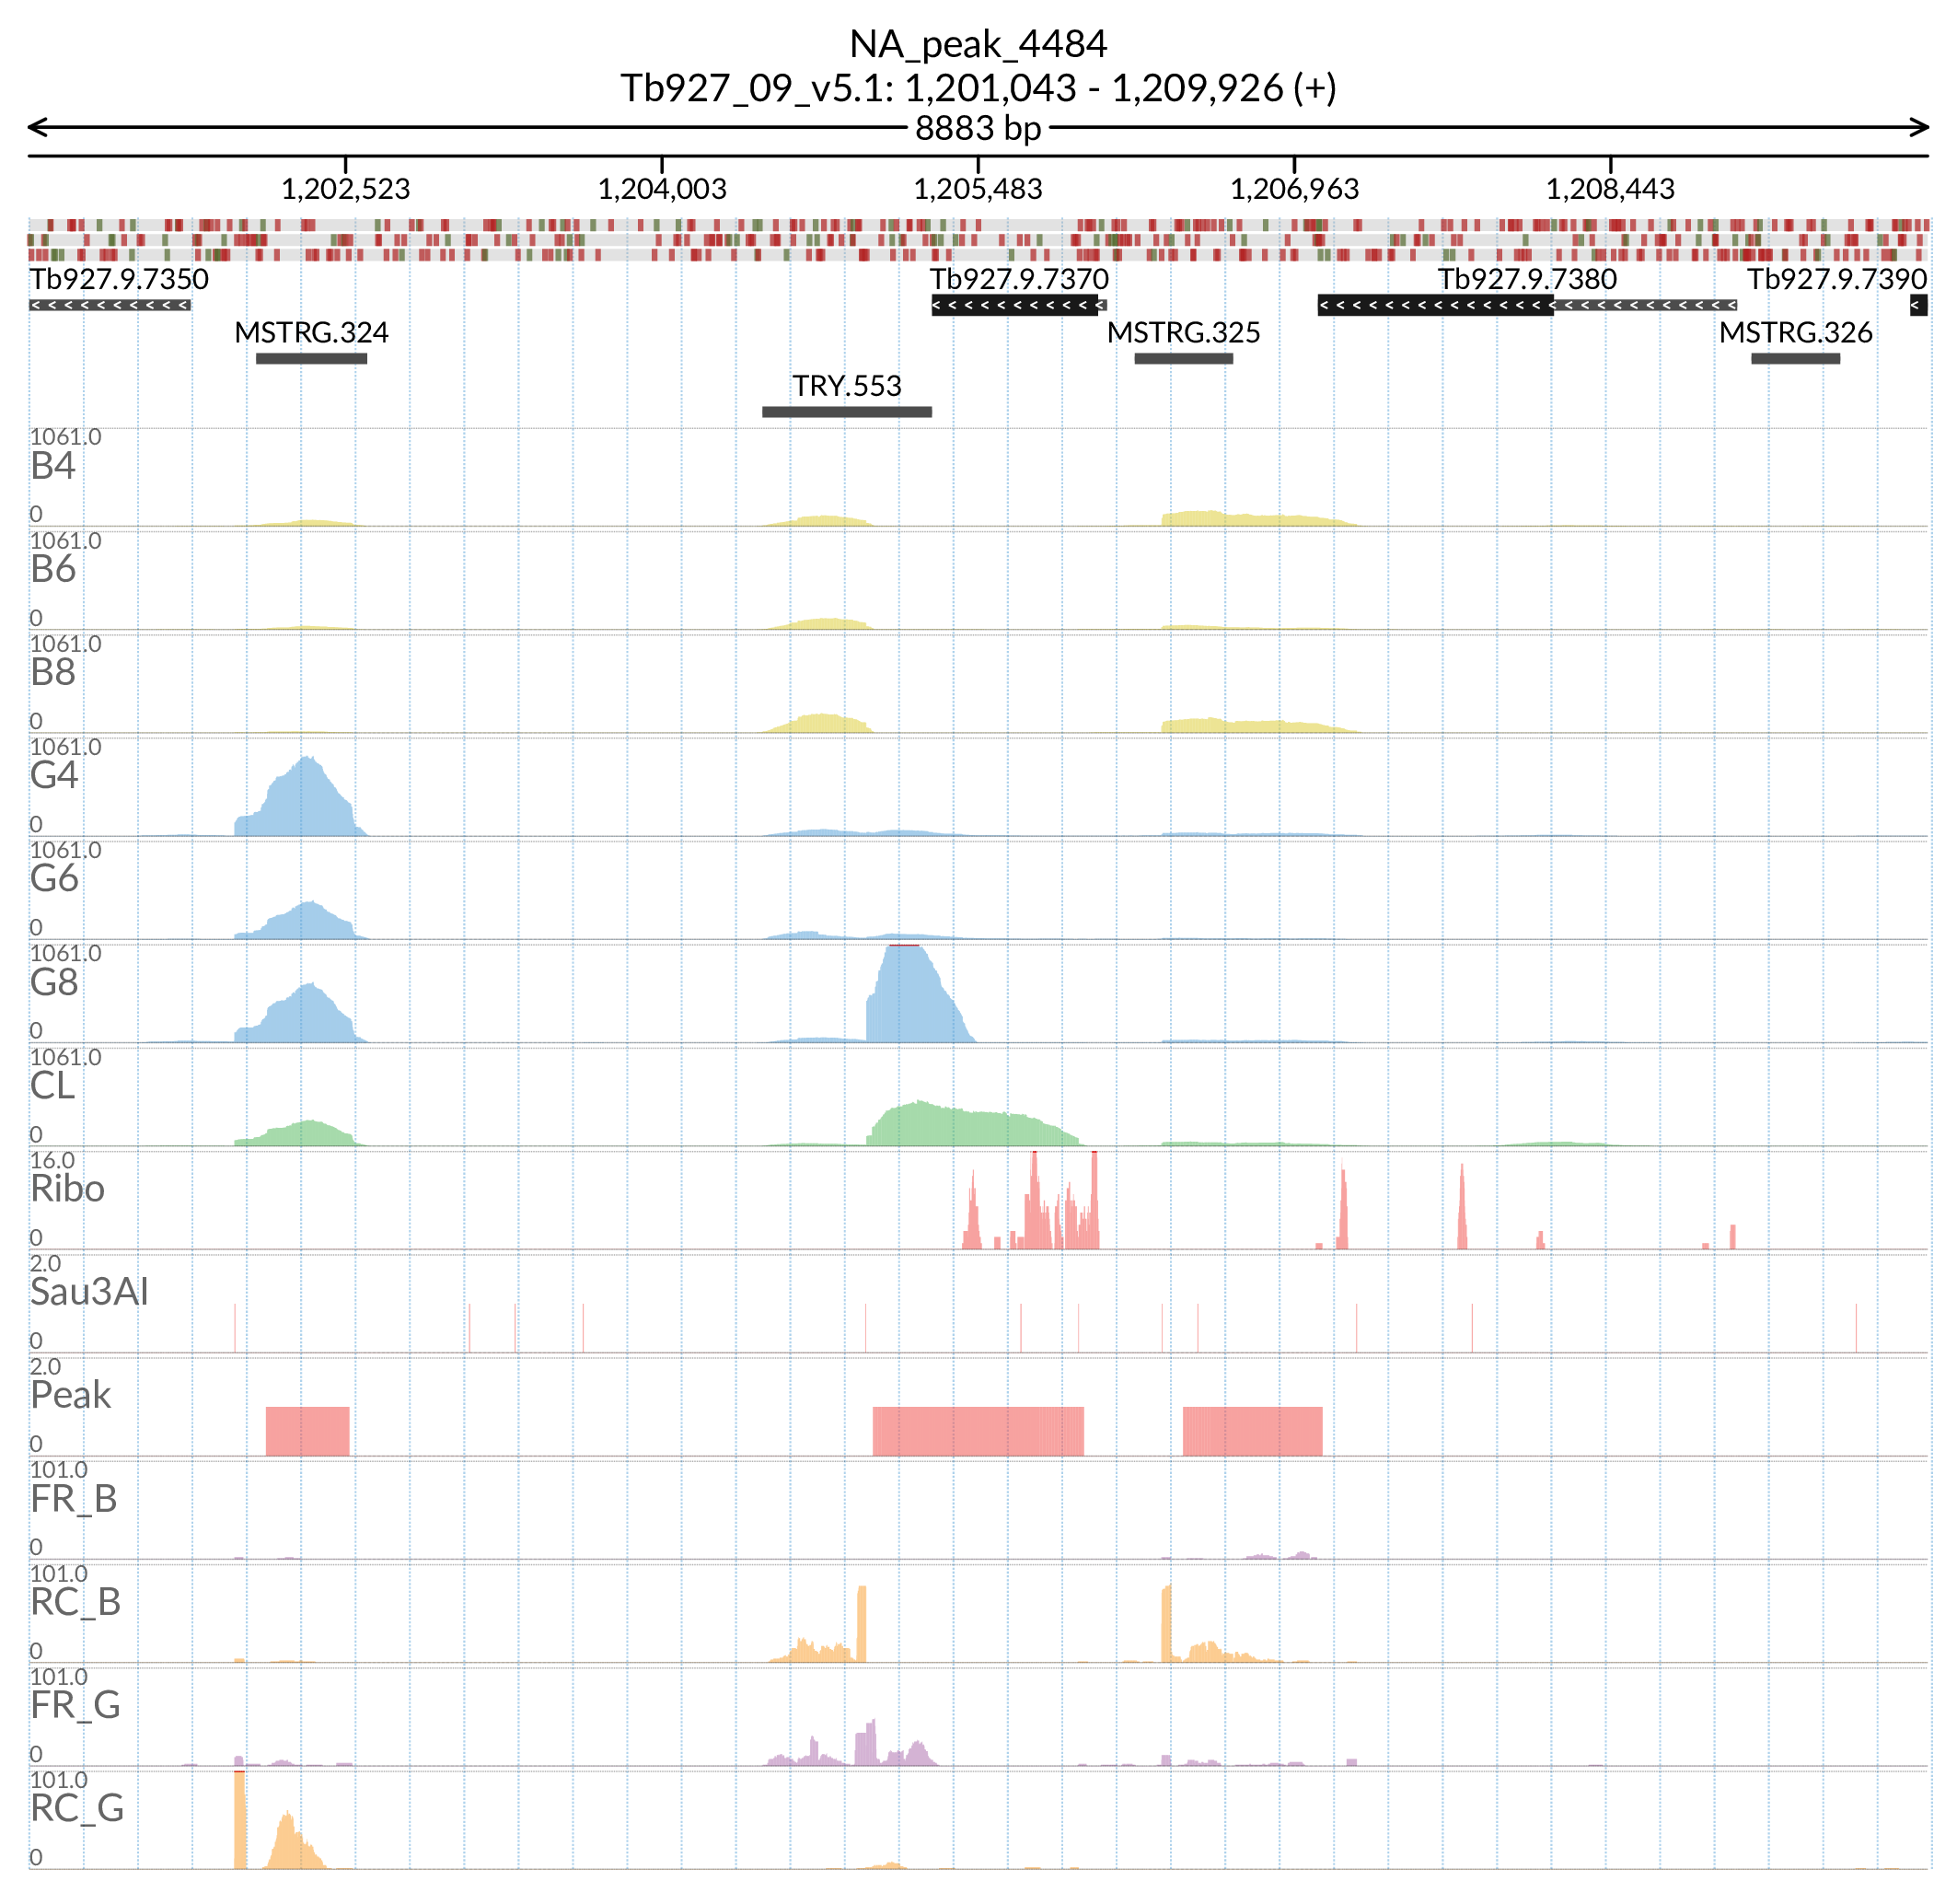 NA_peak_4484
Tb927_09_v5.1: 1,201,043 - 1,209,926 (+)
8883 bp
1,202,523 1,204,003 1,205,483 1,206,963 1,208,443
Tb927.9.7350 Tb927.9.7370 Tb927.9.7380 Tb927.9.7390
MSTRG.324 MSTRG.325 MSTRG.326
TRY.553
1061.0
B4
0
1061.0
B6
0
1061.0
B8
0
1061.0
G4
0
1061.0
G6
0
1061.0
G8
0
1061.0
CL
0
16.0
Ribo
0
2.0
Sau3AI
0
2.0
Peak
0
101.0
FR_B
0
101.0
RC_B
0
101.0
FR_G
0
101.0
RC_G
0